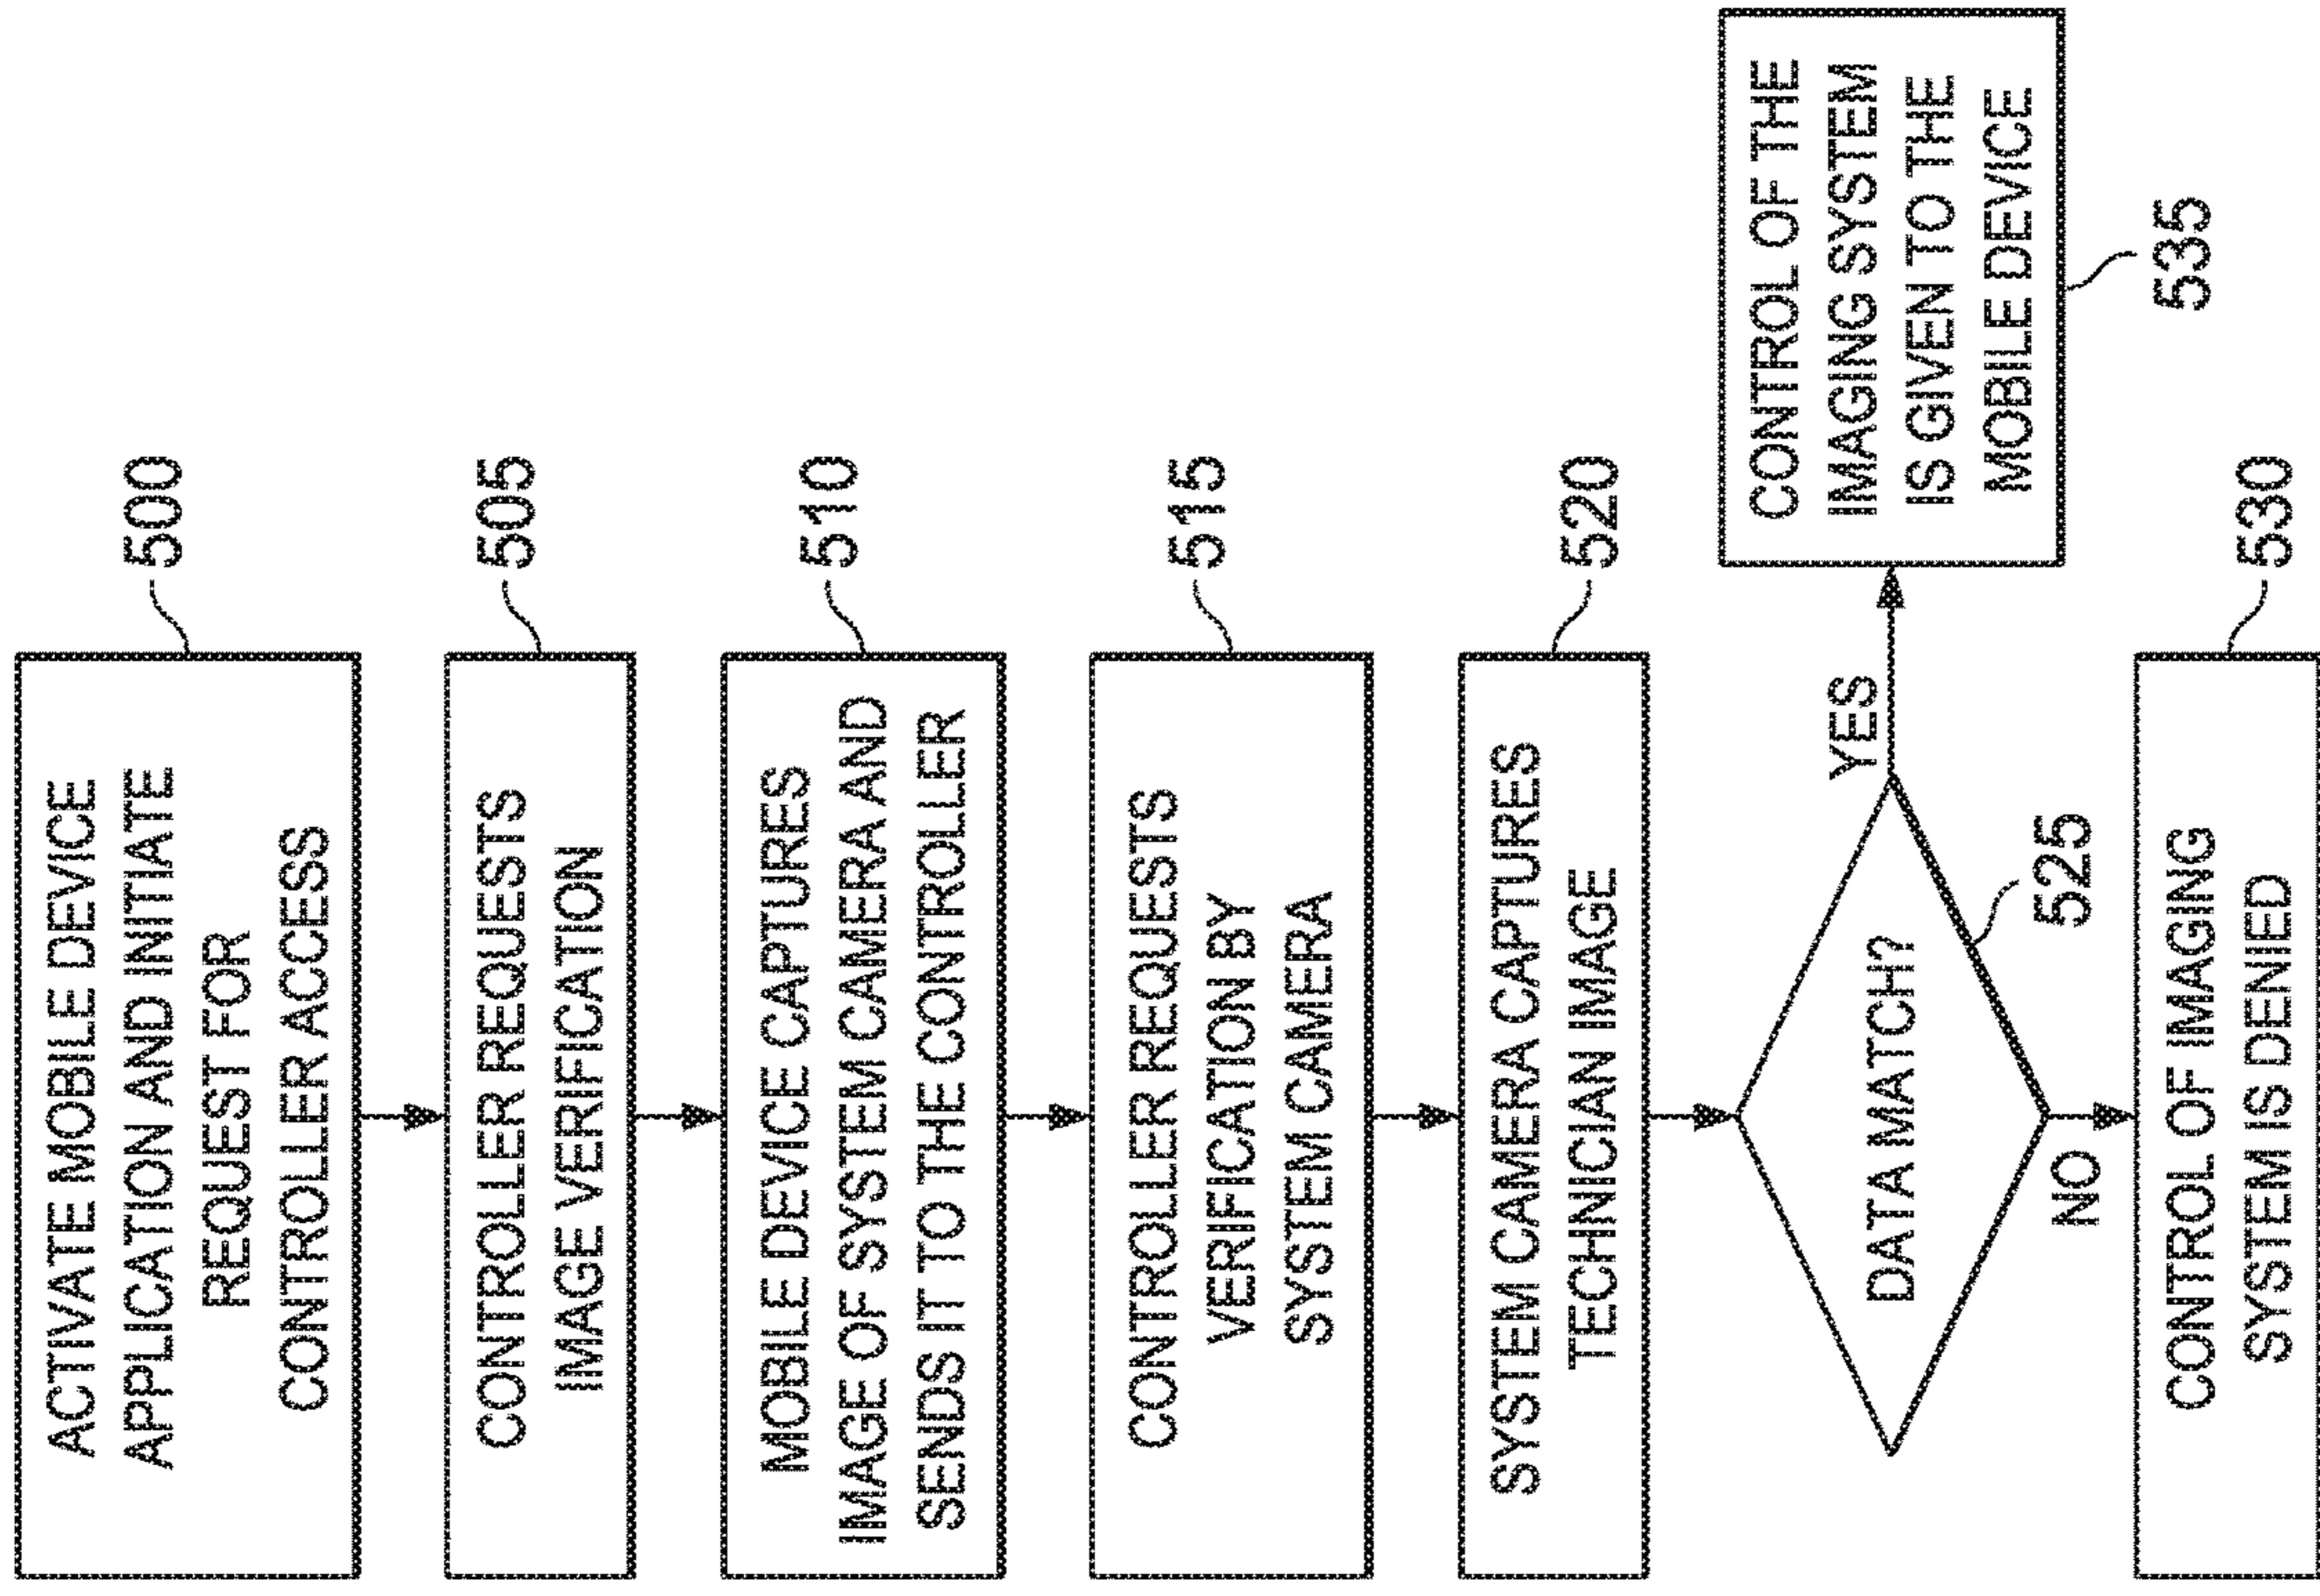 ACTIVATE MOBILE DEVICE
APPLICATION AND INITIATE
REQUEST FOR
CONTROLLER ACCESS
500
CONTROLLER REQUESTS
IMAGE VERIFICATION
505
MOBILE DEVICE CAPTURES
IMAGE OF SYSTEM CAMERA AND
SENDS IT TO THE CONTROLLER
510
CONTROLLER REQUESTS
VERIFICATION BY
SYSTEM CAMERA
515
SYSTEM CAMERA CAPTURES
TECHNICIAN IMAGE
520
DATA MATCH?
525
YES
CONTROL OF THE
IMAGING SYSTEM
IS GIVEN TO THE
MOBILE DEVICE
535
NO
CONTROL OF IMAGING
SYSTEM IS DENIED
530